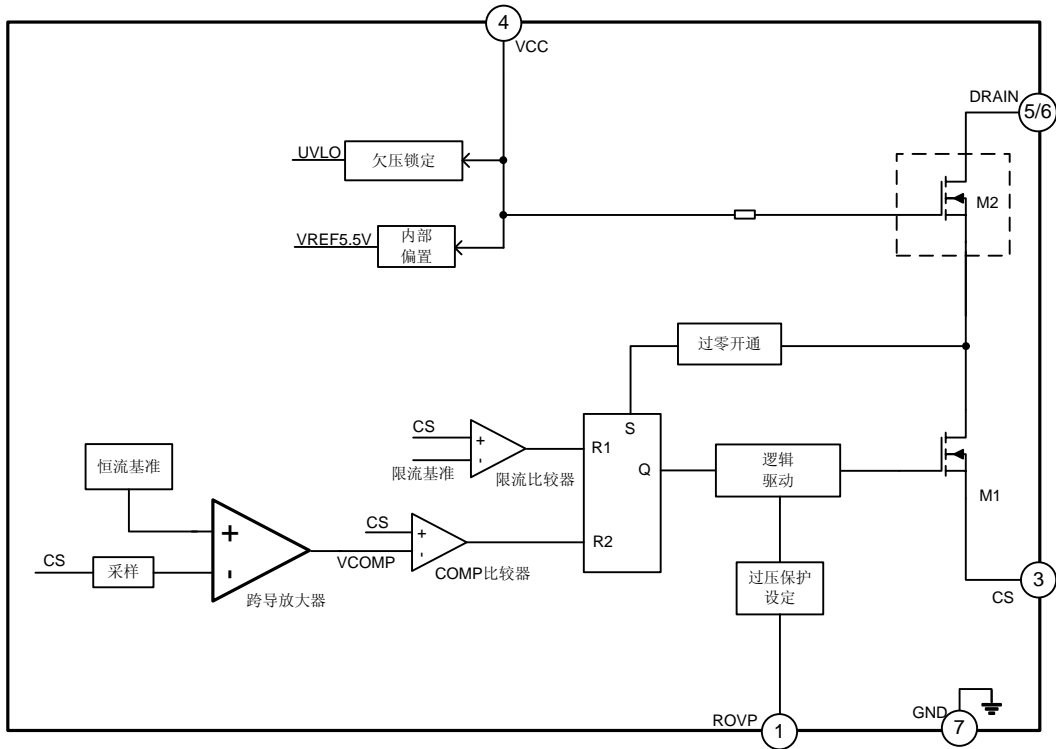 4
VCC
DRAIN
5/6
UVLO
欠压锁定
M2
VREF5.5V
内部
偏置
过零开通
S
CS
+
-
R1
限流基准
限流比较器
Q
逻辑
驱动
M1
恒流基准
+
-
CS
采样
跨导放大器
VCOMP
CS
+
-
COMP比较器
R2
过压保护
设定
3
CS
ROVP
1
GND
7